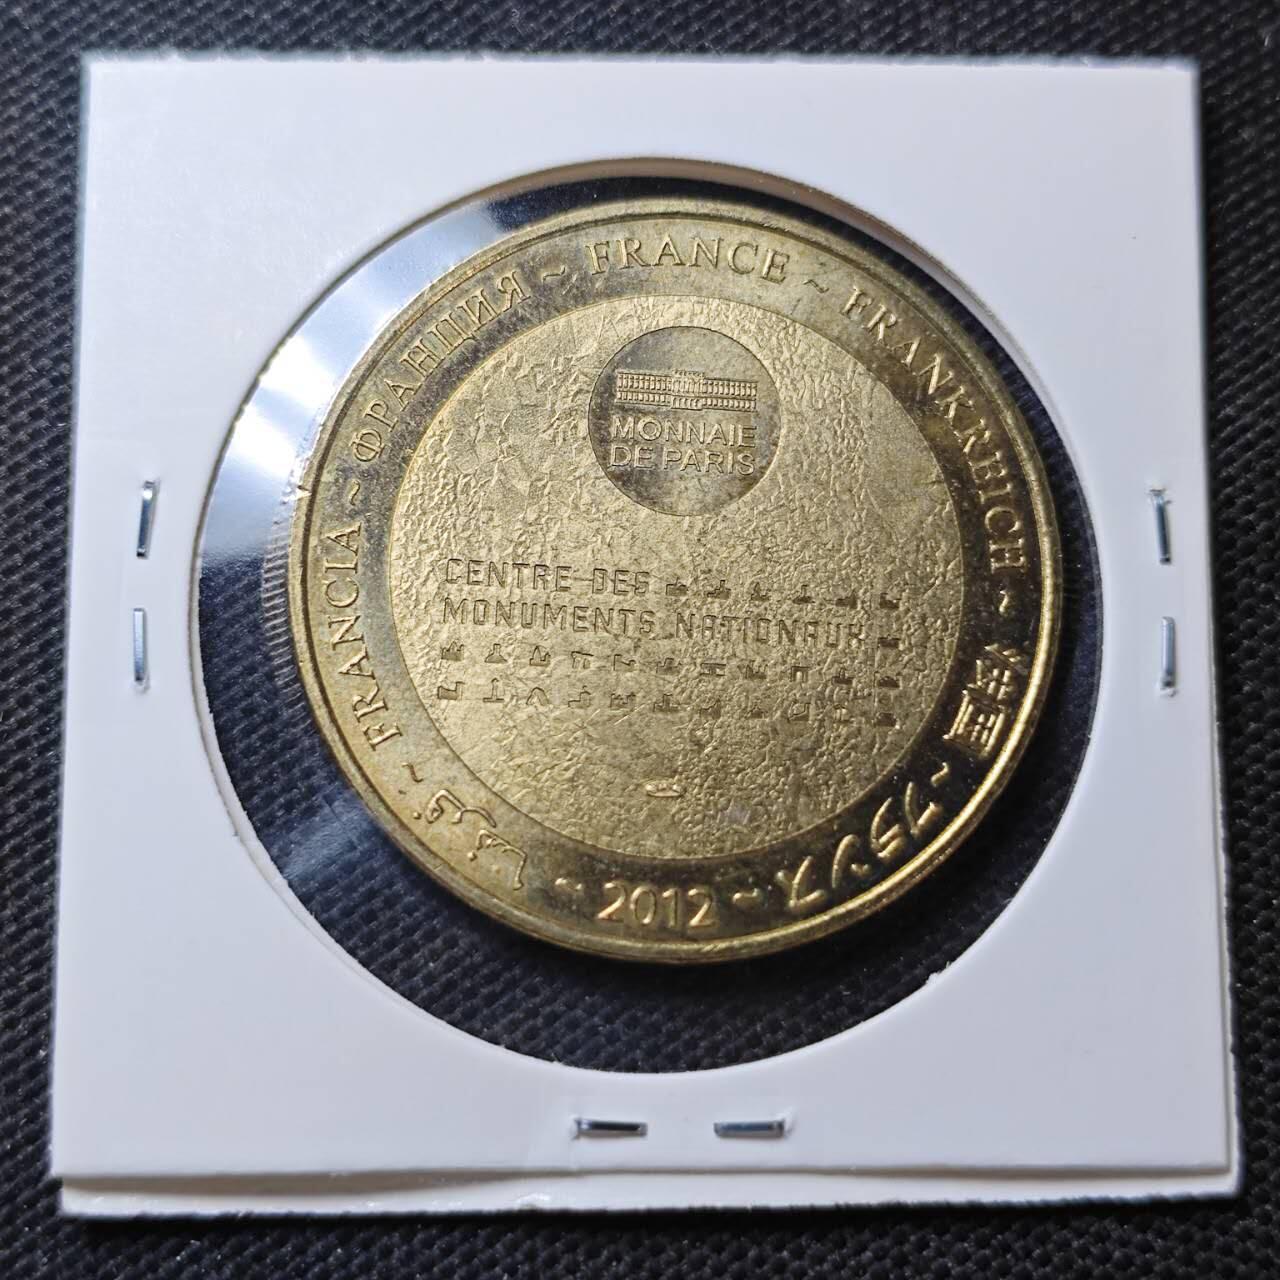 FRANCE ~ FRANKREICH ~ 法国 ~ フランス ~ 2012 ~ فرنسا ~ FRANCIA ~ ФРАНЦИЯ ~
MONNAIE
DE PARIS
CENTRE DES
MONUMENTS NATIONAUX